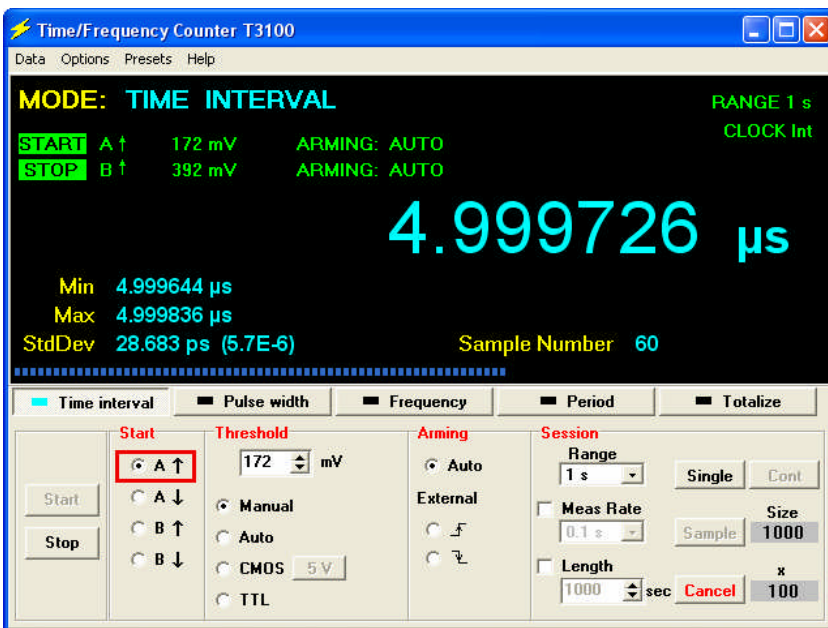 Time/Frequency Counter T3100
Data Options Presets Help
MODE: TIME INTERVAL
RANGE 1 s
CLOCK Int
START A ↑ 172 mV ARMING: AUTO
STOP B ↑ 392 mV ARMING: AUTO
4.999726 µs
Min 4.999644 µs
Max 4.999836 µs
StdDev 28.683 ps (5.7E-6) Sample Number 60
Time interval Pulse width Frequency Period Totalize
Start
Stop
Start
A ↑
A ↓
B ↑
B ↓
Threshold
172 mV
Manual
Auto
CMOS 5 V
TTL
Arming
Auto
External
Session
Range
1 s
Single Cont
Meas Rate
0.1 s
Sample
Size
1000
Length
1000 sec
Cancel
x
100